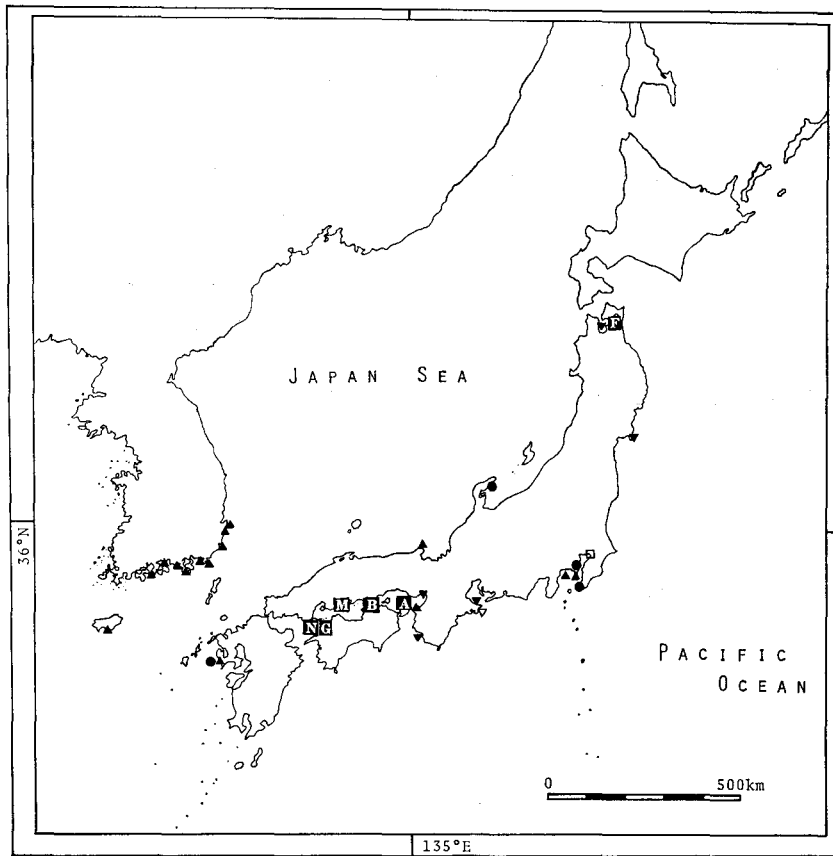 F
JAPAN SEA
36°N
M B A
N G
PACIFIC
OCEAN
0 500km
135°E